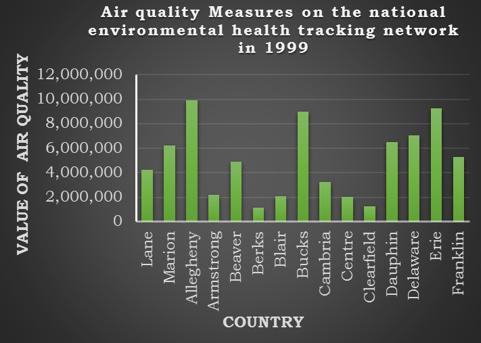 Air quality Measures on the national
environmental health tracking network
in 1999
VALUE OF AIR QUALITY
12,000,000
10,000,000
8,000,000
6,000,000
4,000,000
2,000,000
0
Lane
Marion
Allegheny
Armstrong
Beaver
Berks
Blair
Bucks
Cambria
Centre
Clearfield
Dauphin
Delaware
Erie
Franklin
COUNTRY